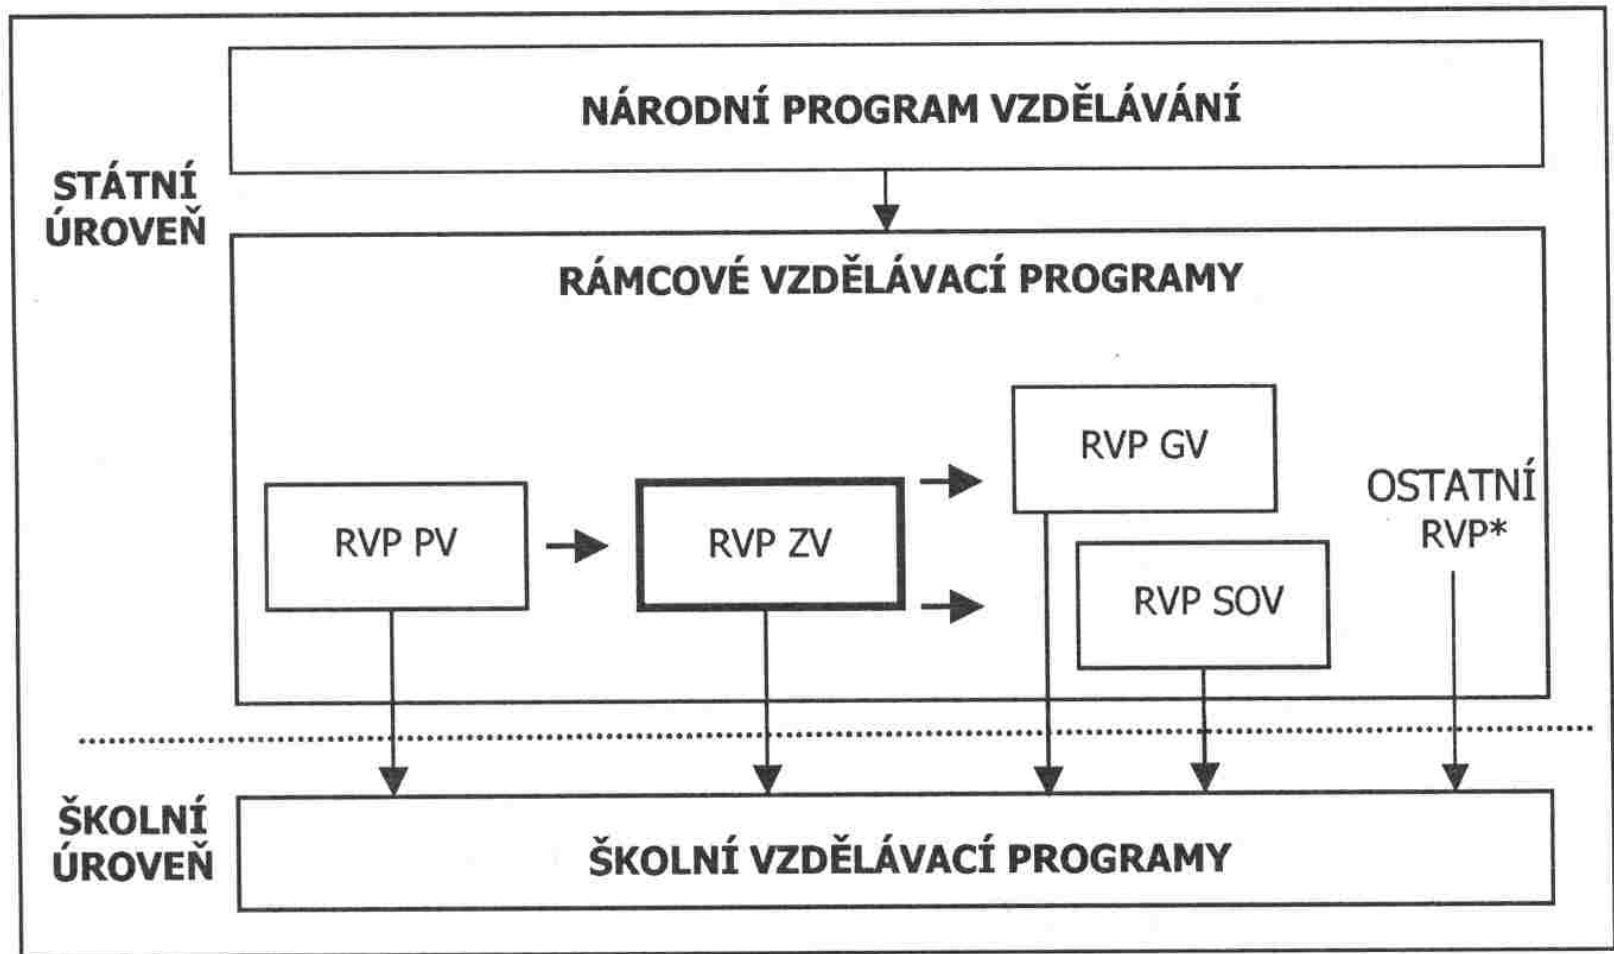 NÁRODNÍ PROGRAM VZDĚLÁVÁNÍ
STÁTNÍ
ÚROVEŇ
RÁMCOVÉ VZDĚLÁVACÍ PROGRAMY
RVP GV
OSTATNÍ
RVP*
RVP PV
RVP ZV
RVP SOV
ŠKOLNÍ
ÚROVEŇ
ŠKOLNÍ VZDĚLÁVACÍ PROGRAMY